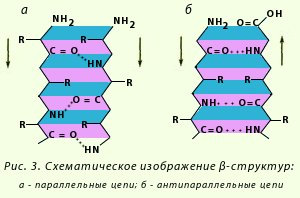 а
б
NH₂
NH₂
NH₂
O=C
OH
R
R
C = O
HN
C=O
HN
R
R
R
R
O = C
NH
NH
O=C
R
R
R
R
C = O
C=O
HN
HN
Рис. 3. Схематическое изображение β-структур:
а - параллельные цепи; б - антипараллельные цепи